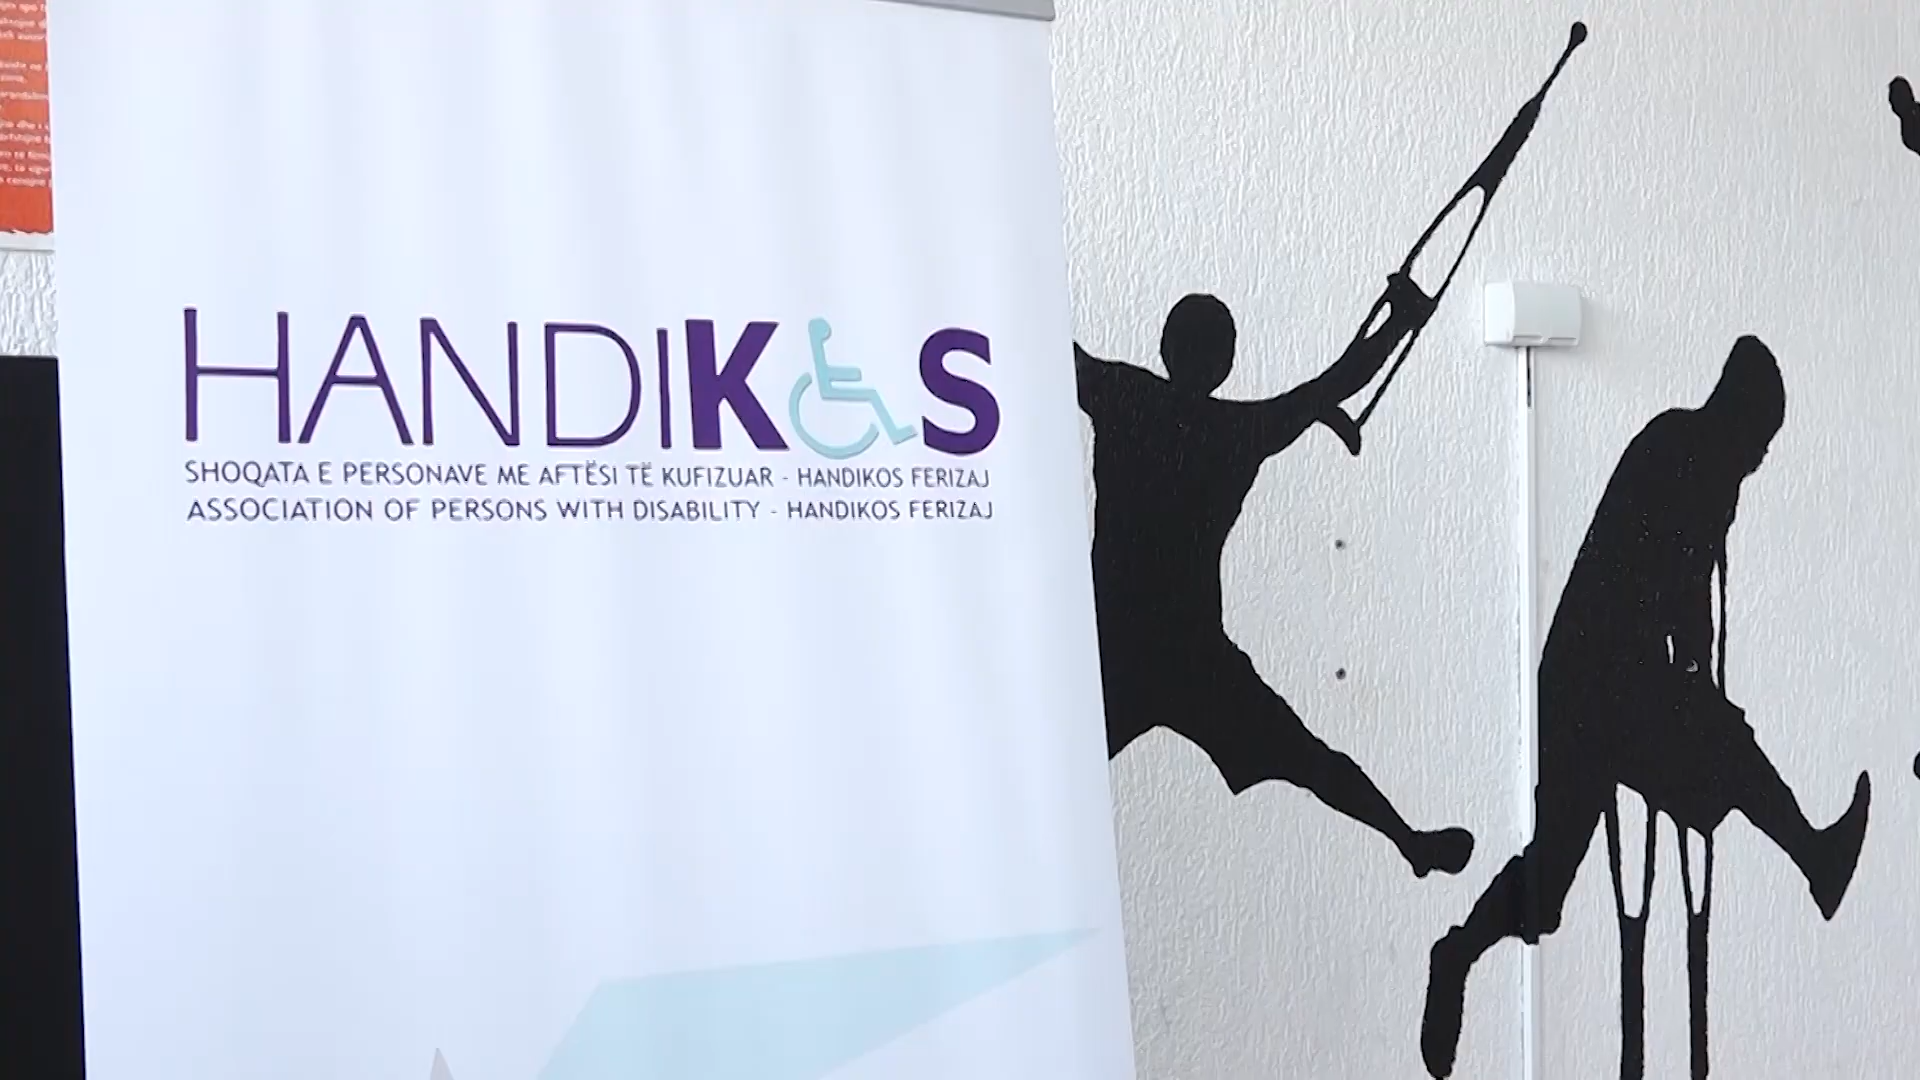 HANDIKOS
SHOQATA E PERSONAVE ME AFTËSI TË KUFIZUAR - HANDIKOS FERIZAJ
ASSOCIATION OF PERSONS WITH DISABILITY - HANDIKOS FERIZAJ